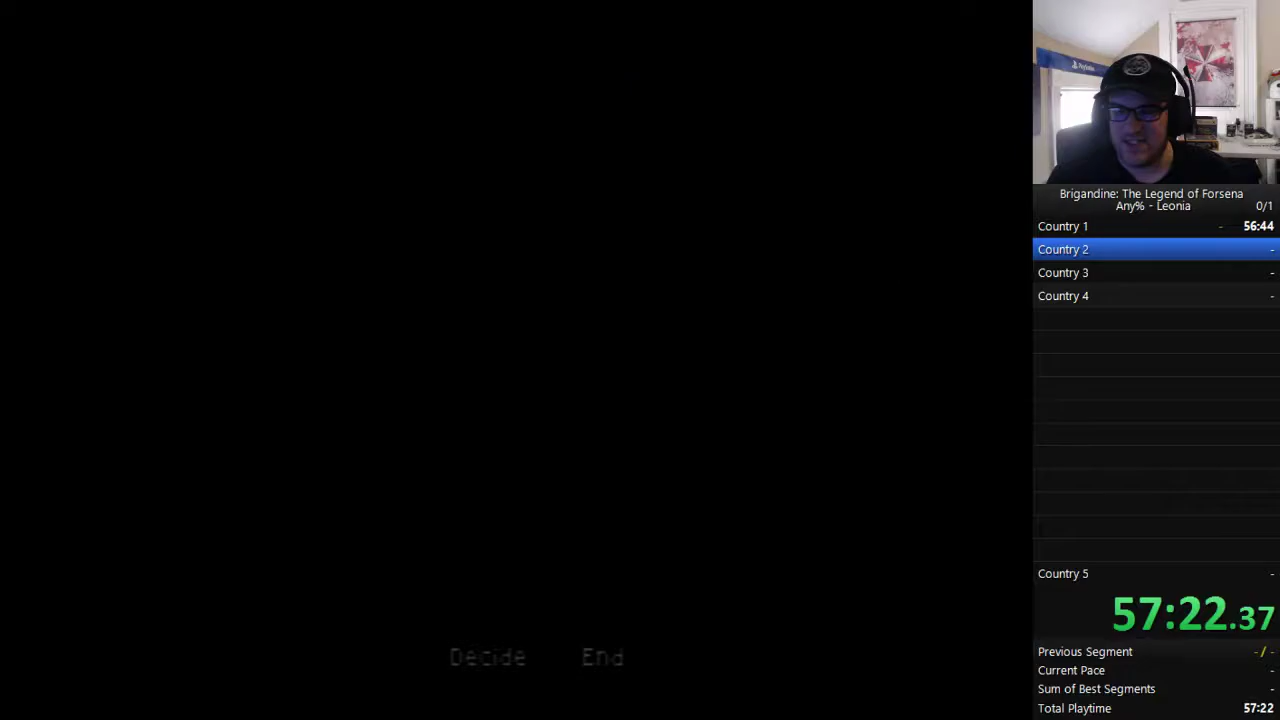 PlayStation
Brigandine: The Legend of Forsena
Any% - Leonia 0/1
Country 1 - 56:44
Country 2 -
Country 3 -
Country 4 -
Country 5 -
57:22.37
Previous Segment - / -
Current Pace -
Sum of Best Segments -
Total Playtime 57:22
Decide End